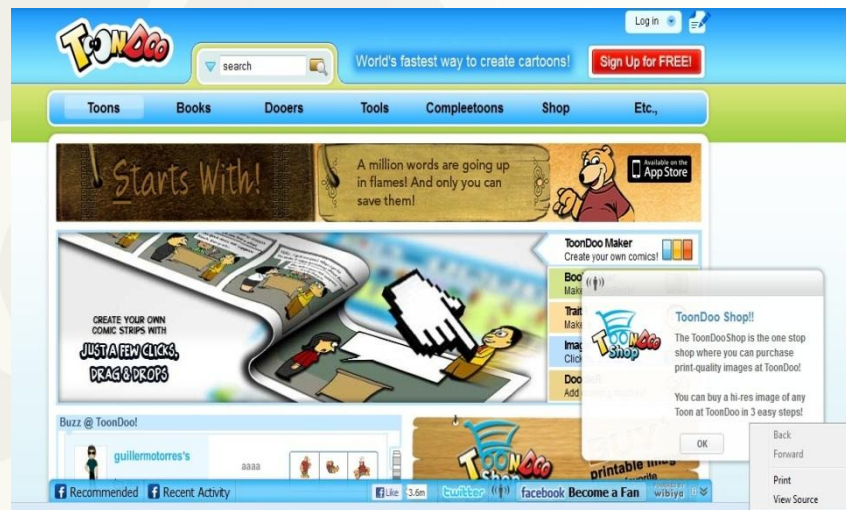 TOONDOO
Log in
search
World's fastest way to create cartoons!
Sign Up for FREE!
Toons Books Dooers Tools Compleetoons Shop Etc.,
Starts With!
A million words are going up
in flames! And only you can
save them!
Available on the
App Store
CREATE YOUR OWN
COMIC STRIPS WITH
JUST A FEW CLICKS,
DRAG & DROPS
ToonDoo Maker
Create your own comics!
ToonDoo Shop!!
TOONDOO
Shop
The ToonDooShop is the one stop
shop where you can purchase
print-quality images at ToonDoo!
You can buy a hi-res image of any
Toon at ToonDoo in 3 easy steps!
OK
Back
Forward
Print
View Source
Buzz @ ToonDoo!
guillermotorres's
aaaa
TOONDOO
Shop
printable
Recommended
Recent Activity
Like 3.6m
twitter
facebook Become a Fan
wibiya